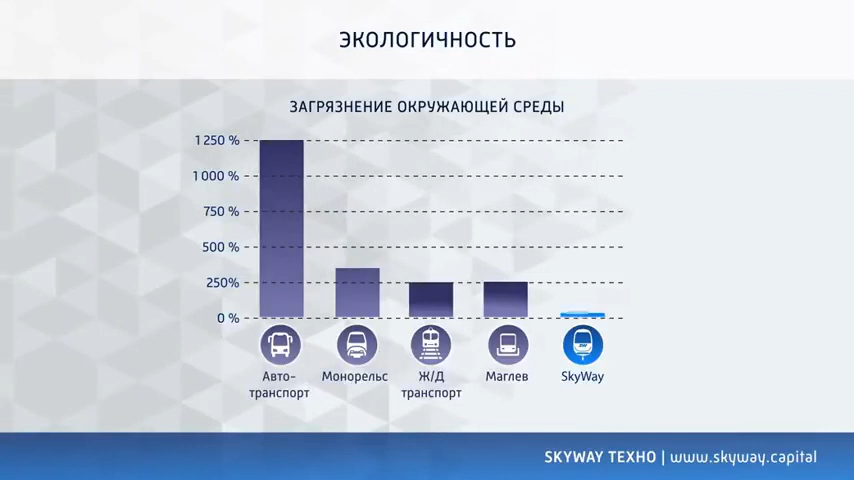 ЭКОЛОГИЧНОСТЬ
ЗАГРЯЗНЕНИЕ ОКРУЖАЮЩЕЙ СРЕДЫ
1 250 %
1 000 %
750 %
500 %
250%
0 %
SW
Авто-
транспорт
Монорельс
Ж/Д
транспорт
Маглев
SkyWay
SKYWAY ТЕХНО | www.skyway.capital